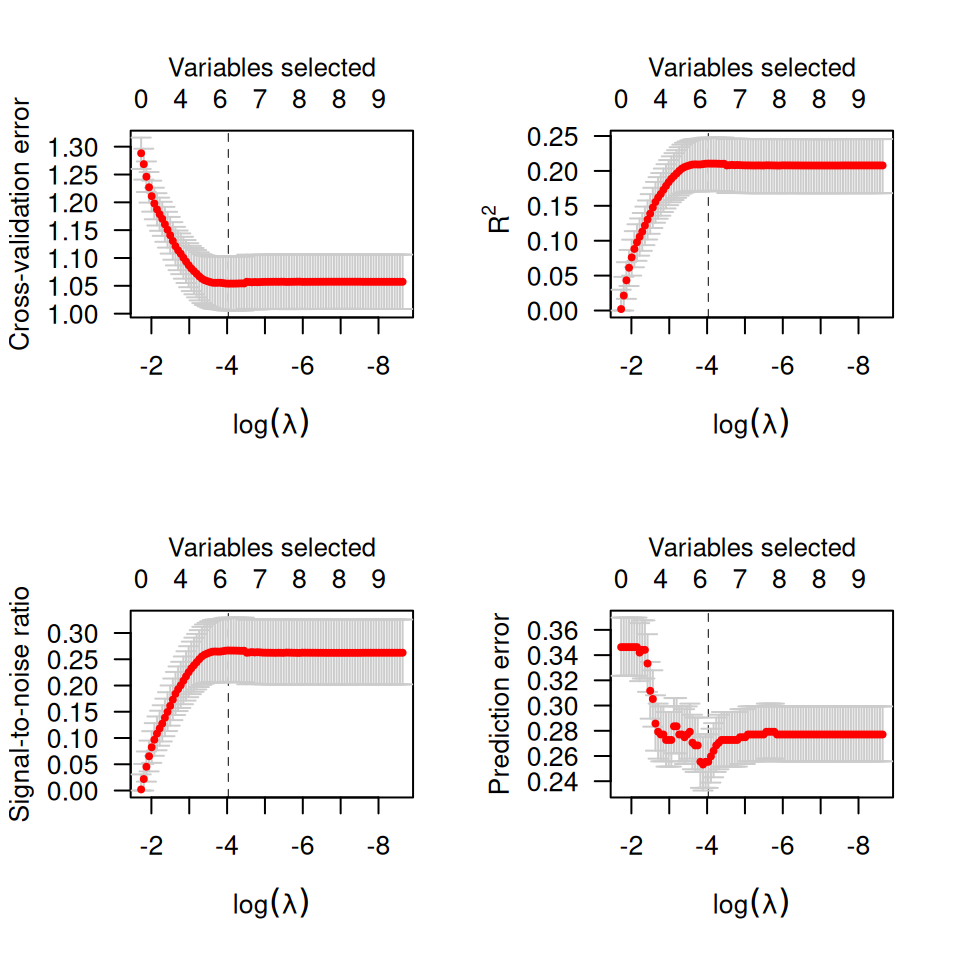 Variables selected
0 4 6 7 8 8 9
Cross-validation error
1.30
1.25
1.20
1.15
1.10
1.05
1.00
-2 -4 -6 -8
log(λ)
Variables selected
0 4 6 7 8 8 9
R²
0.25
0.20
0.15
0.10
0.05
0.00
-2 -4 -6 -8
log(λ)
Variables selected
0 4 6 7 8 8 9
Signal-to-noise ratio
0.30
0.25
0.20
0.15
0.10
0.05
0.00
-2 -4 -6 -8
log(λ)
Variables selected
0 4 6 7 8 8 9
Prediction error
0.36
0.34
0.32
0.30
0.28
0.26
0.24
-2 -4 -6 -8
log(λ)